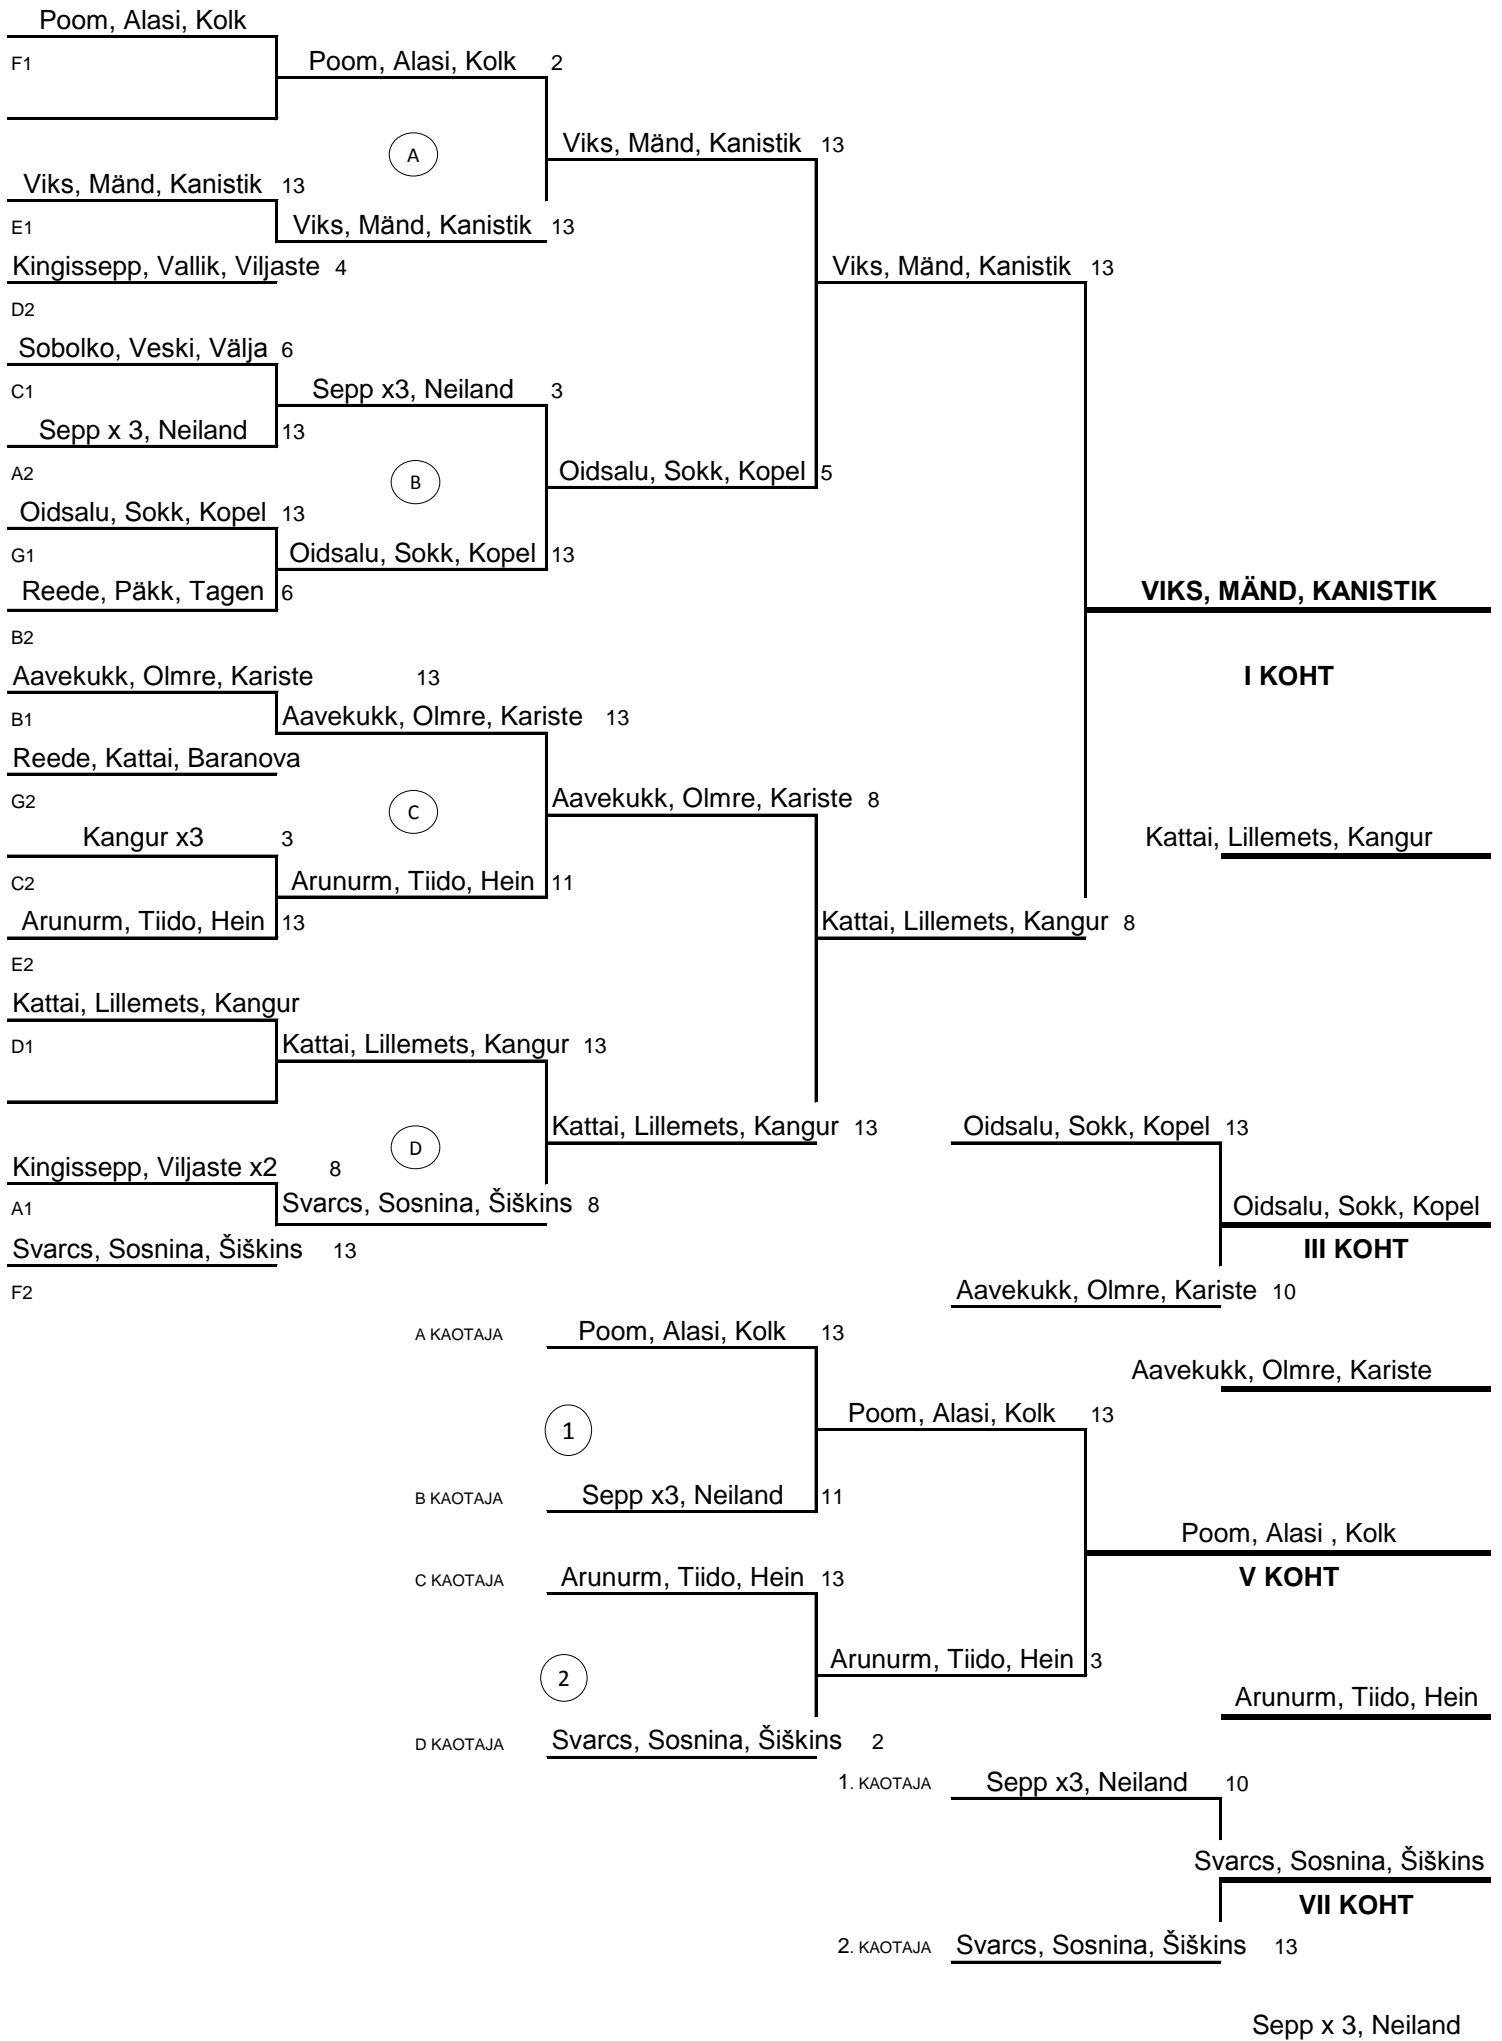 Poom, Alasi, Kolk
F1
Poom, Alasi, Kolk 2
A
Viks, Mänd, Kanistik 13
Viks, Mänd, Kanistik 13
E1
Viks, Mänd, Kanistik 13
Kingissepp, Vallik, Viljaste 4
Viks, Mänd, Kanistik 13
D2
Sobolko, Veski, Välja 6
C1
Sepp x3, Neiland 3
Sepp x 3, Neiland 13
A2
B
Oidsalu, Sokk, Kopel 5
Oidsalu, Sokk, Kopel 13
G1
Oidsalu, Sokk, Kopel 13
Reede, Päkk, Tagen 6
VIKS, MÄND, KANISTIK
B2
Aavekukk, Olmre, Kariste 13
I KOHT
B1
Aavekukk, Olmre, Kariste 13
Reede, Kattai, Baranova
G2
C
Aavekukk, Olmre, Kariste 8
Kangur x3 3
Kattai, Lillemets, Kangur
C2
Arunurm, Tiido, Hein 11
Arunurm, Tiido, Hein 13
Kattai, Lillemets, Kangur 8
E2
Kattai, Lillemets, Kangur
D1
Kattai, Lillemets, Kangur 13
Kattai, Lillemets, Kangur 13
Oidsalu, Sokk, Kopel 13
D
Kingissepp, Viljaste x2 8
A1
Svarcs, Sosnina, Šiškins 8
Oidsalu, Sokk, Kopel
Svarcs, Sosnina, Šiškins 13
III KOHT
F2
Aavekukk, Olmre, Kariste 10
A KAOTAJA
Poom, Alasi, Kolk 13
Aavekukk, Olmre, Kariste
1
Poom, Alasi, Kolk 13
B KAOTAJA
Sepp x3, Neiland 11
Poom, Alasi , Kolk
C KAOTAJA
Arunurm, Tiido, Hein 13
V KOHT
2
Arunurm, Tiido, Hein 3
Arunurm, Tiido, Hein
D KAOTAJA
Svarcs, Sosnina, Šiškins 2
1. KAOTAJA
Sepp x3, Neiland 10
Svarcs, Sosnina, Šiškins
VII KOHT
2. KAOTAJA
Svarcs, Sosnina, Šiškins 13
Sepp x 3, Neiland